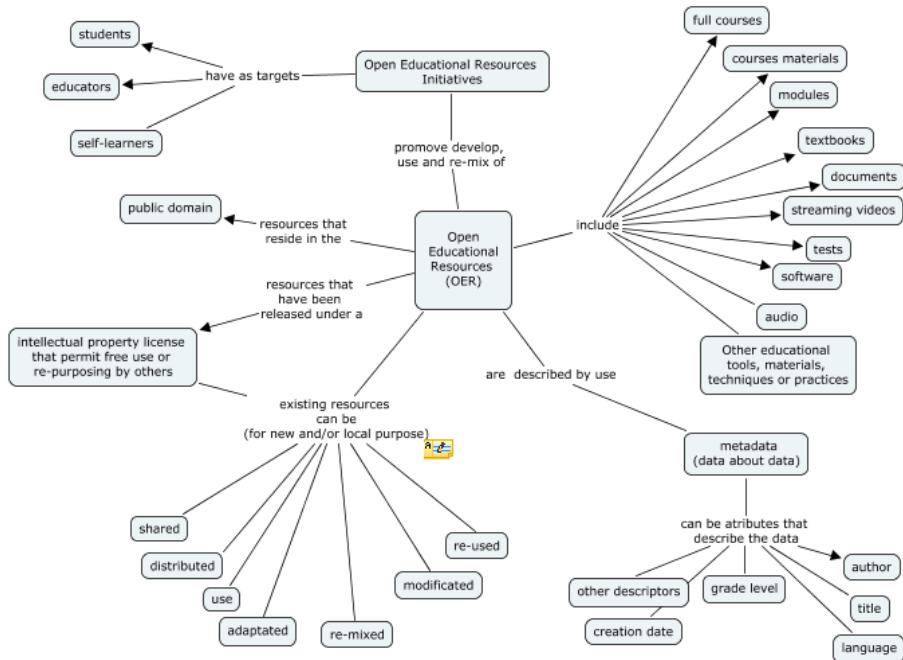 full courses
students
courses materials
Open Educational Resources
Initiatives
have as targets
educators
modules
self-learners
textbooks
promove develop,
use and re-mix of
documents
public domain
streaming videos
resources that
reside in the
include
Open
Educational
Resources
(OER)
tests
software
resources that
have been
released under a
audio
intellectual property license
that permit free use or
re-purposing by others
Other educational
tools, materials,
techniques or practices
are described by use
existing resources
can be
(for new and/or local purpose)
metadata
(data about data)
shared
can be atributes that
describe the data
re-used
distributed
author
modificated
other descriptors
grade level
use
title
adaptated
re-mixed
creation date
language